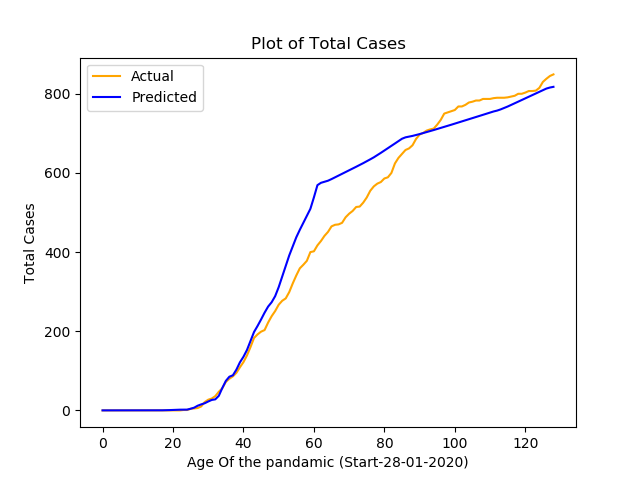 Plot of Total Cases
Actual
Predicted
800
600
400
200
0
Total Cases
0 20 40 60 80 100 120
Age Of the pandamic (Start-28-01-2020)